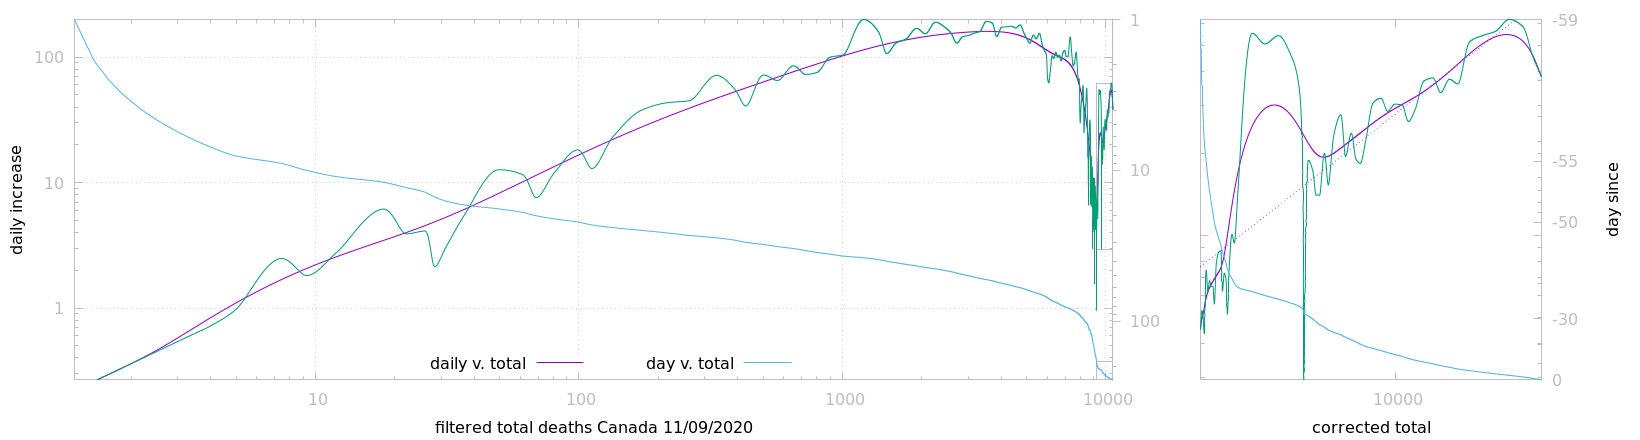 daily increase
100
10
1
10
100
1000
10000
1
10
100
daily v. total
day v. total
filtered total deaths Canada 11/09/2020
-59
-55
-50
-30
0
day since
10000
corrected total